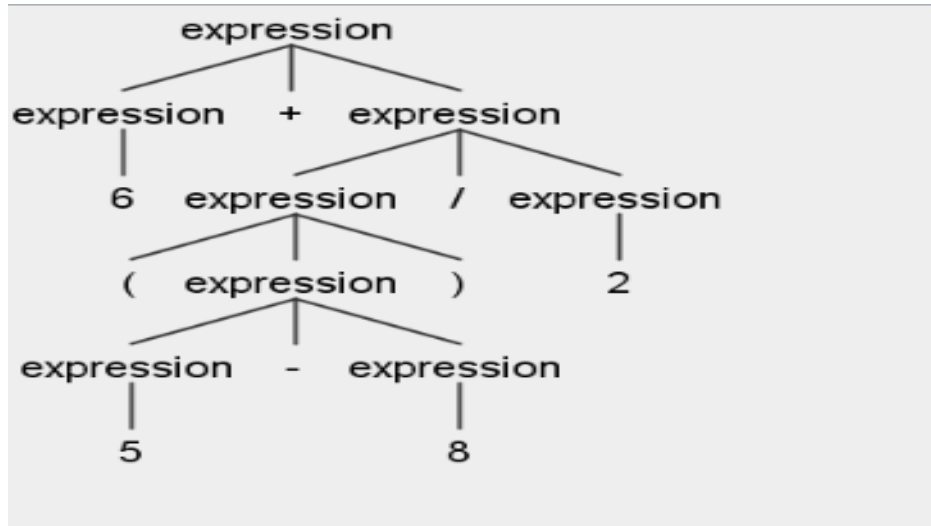 expression
expression + expression
6 expression / expression
( expression ) 2
expression - expression
5 8